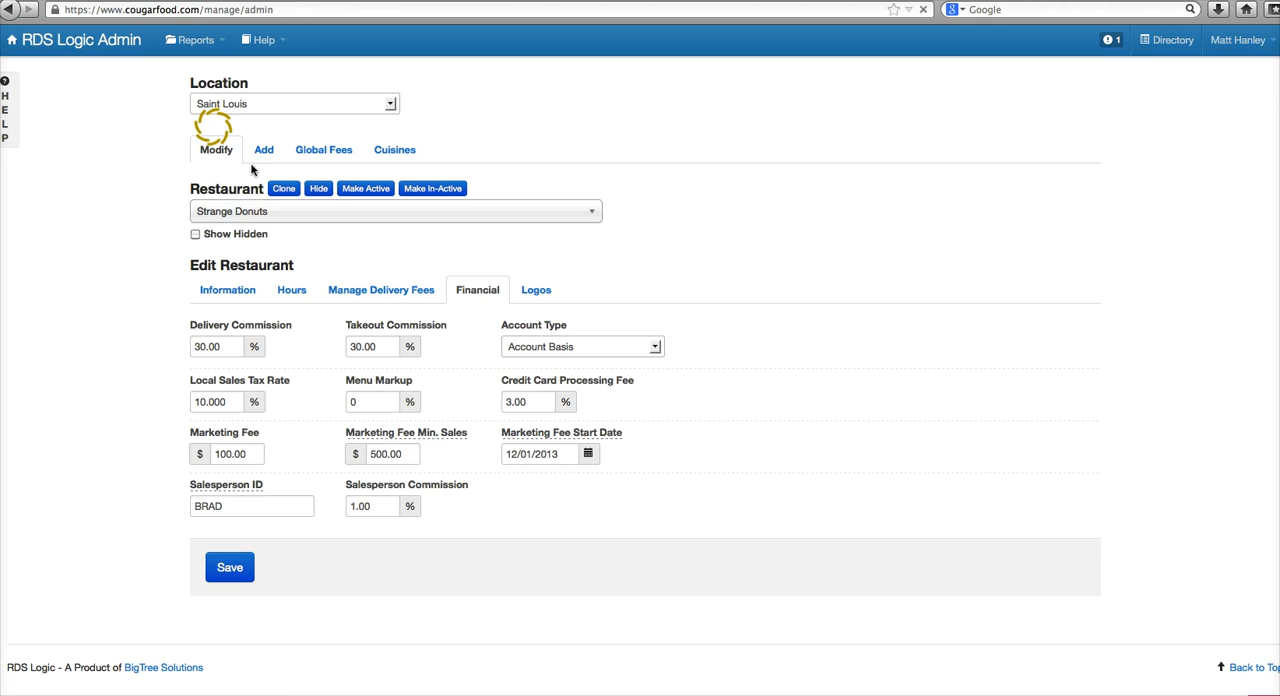 https://www.cougarfood.com/manage/admin
Google
RDS Logic Admin Reports Help 1 Directory Matt Hanley
HELP
Location
Saint Louis
Modify Add Global Fees Cuisines
Restaurant Clone Hide Make Active Make In-Active
Strange Donuts
Show Hidden
Edit Restaurant
Information Hours Manage Delivery Fees Financial Logos
Delivery Commission Takeout Commission Account Type
30.00 % 30.00 % Account Basis
Local Sales Tax Rate Menu Markup Credit Card Processing Fee
10.000 % 0 % 3.00 %
Marketing Fee Marketing Fee Min. Sales Marketing Fee Start Date
$ 100.00 $ 500.00 12/01/2013
Salesperson ID Salesperson Commission
BRAD 1.00 %
Save
RDS Logic - A Product of BigTree Solutions Back to Top